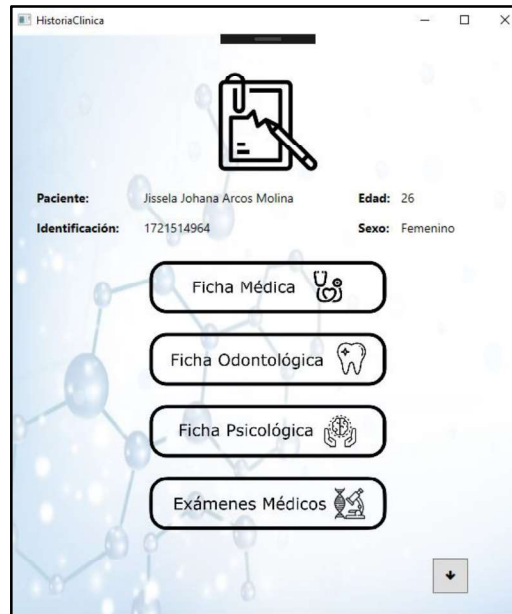 HistoriaClinica
Paciente: Jissela Johana Arcos Molina Edad: 26
Identificación: 1721514964 Sexo: Femenino
Ficha Médica
Ficha Odontológica
Ficha Psicológica
Exámenes Médicos